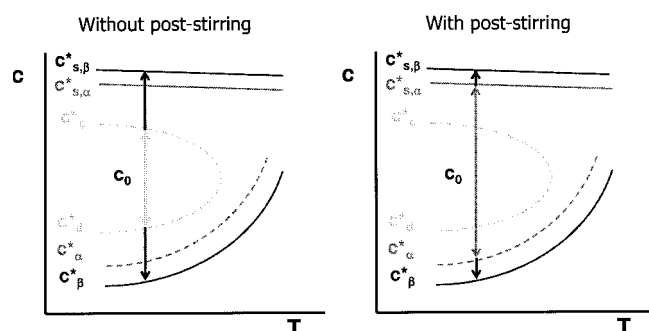 Without post-stirring
With post-stirring
c
c*s,β
c*s,α
c*c
c0
c*d
c*α
c*β
T
c
c*s,β
c*s,α
c0
c*d
c*α
c*β
T